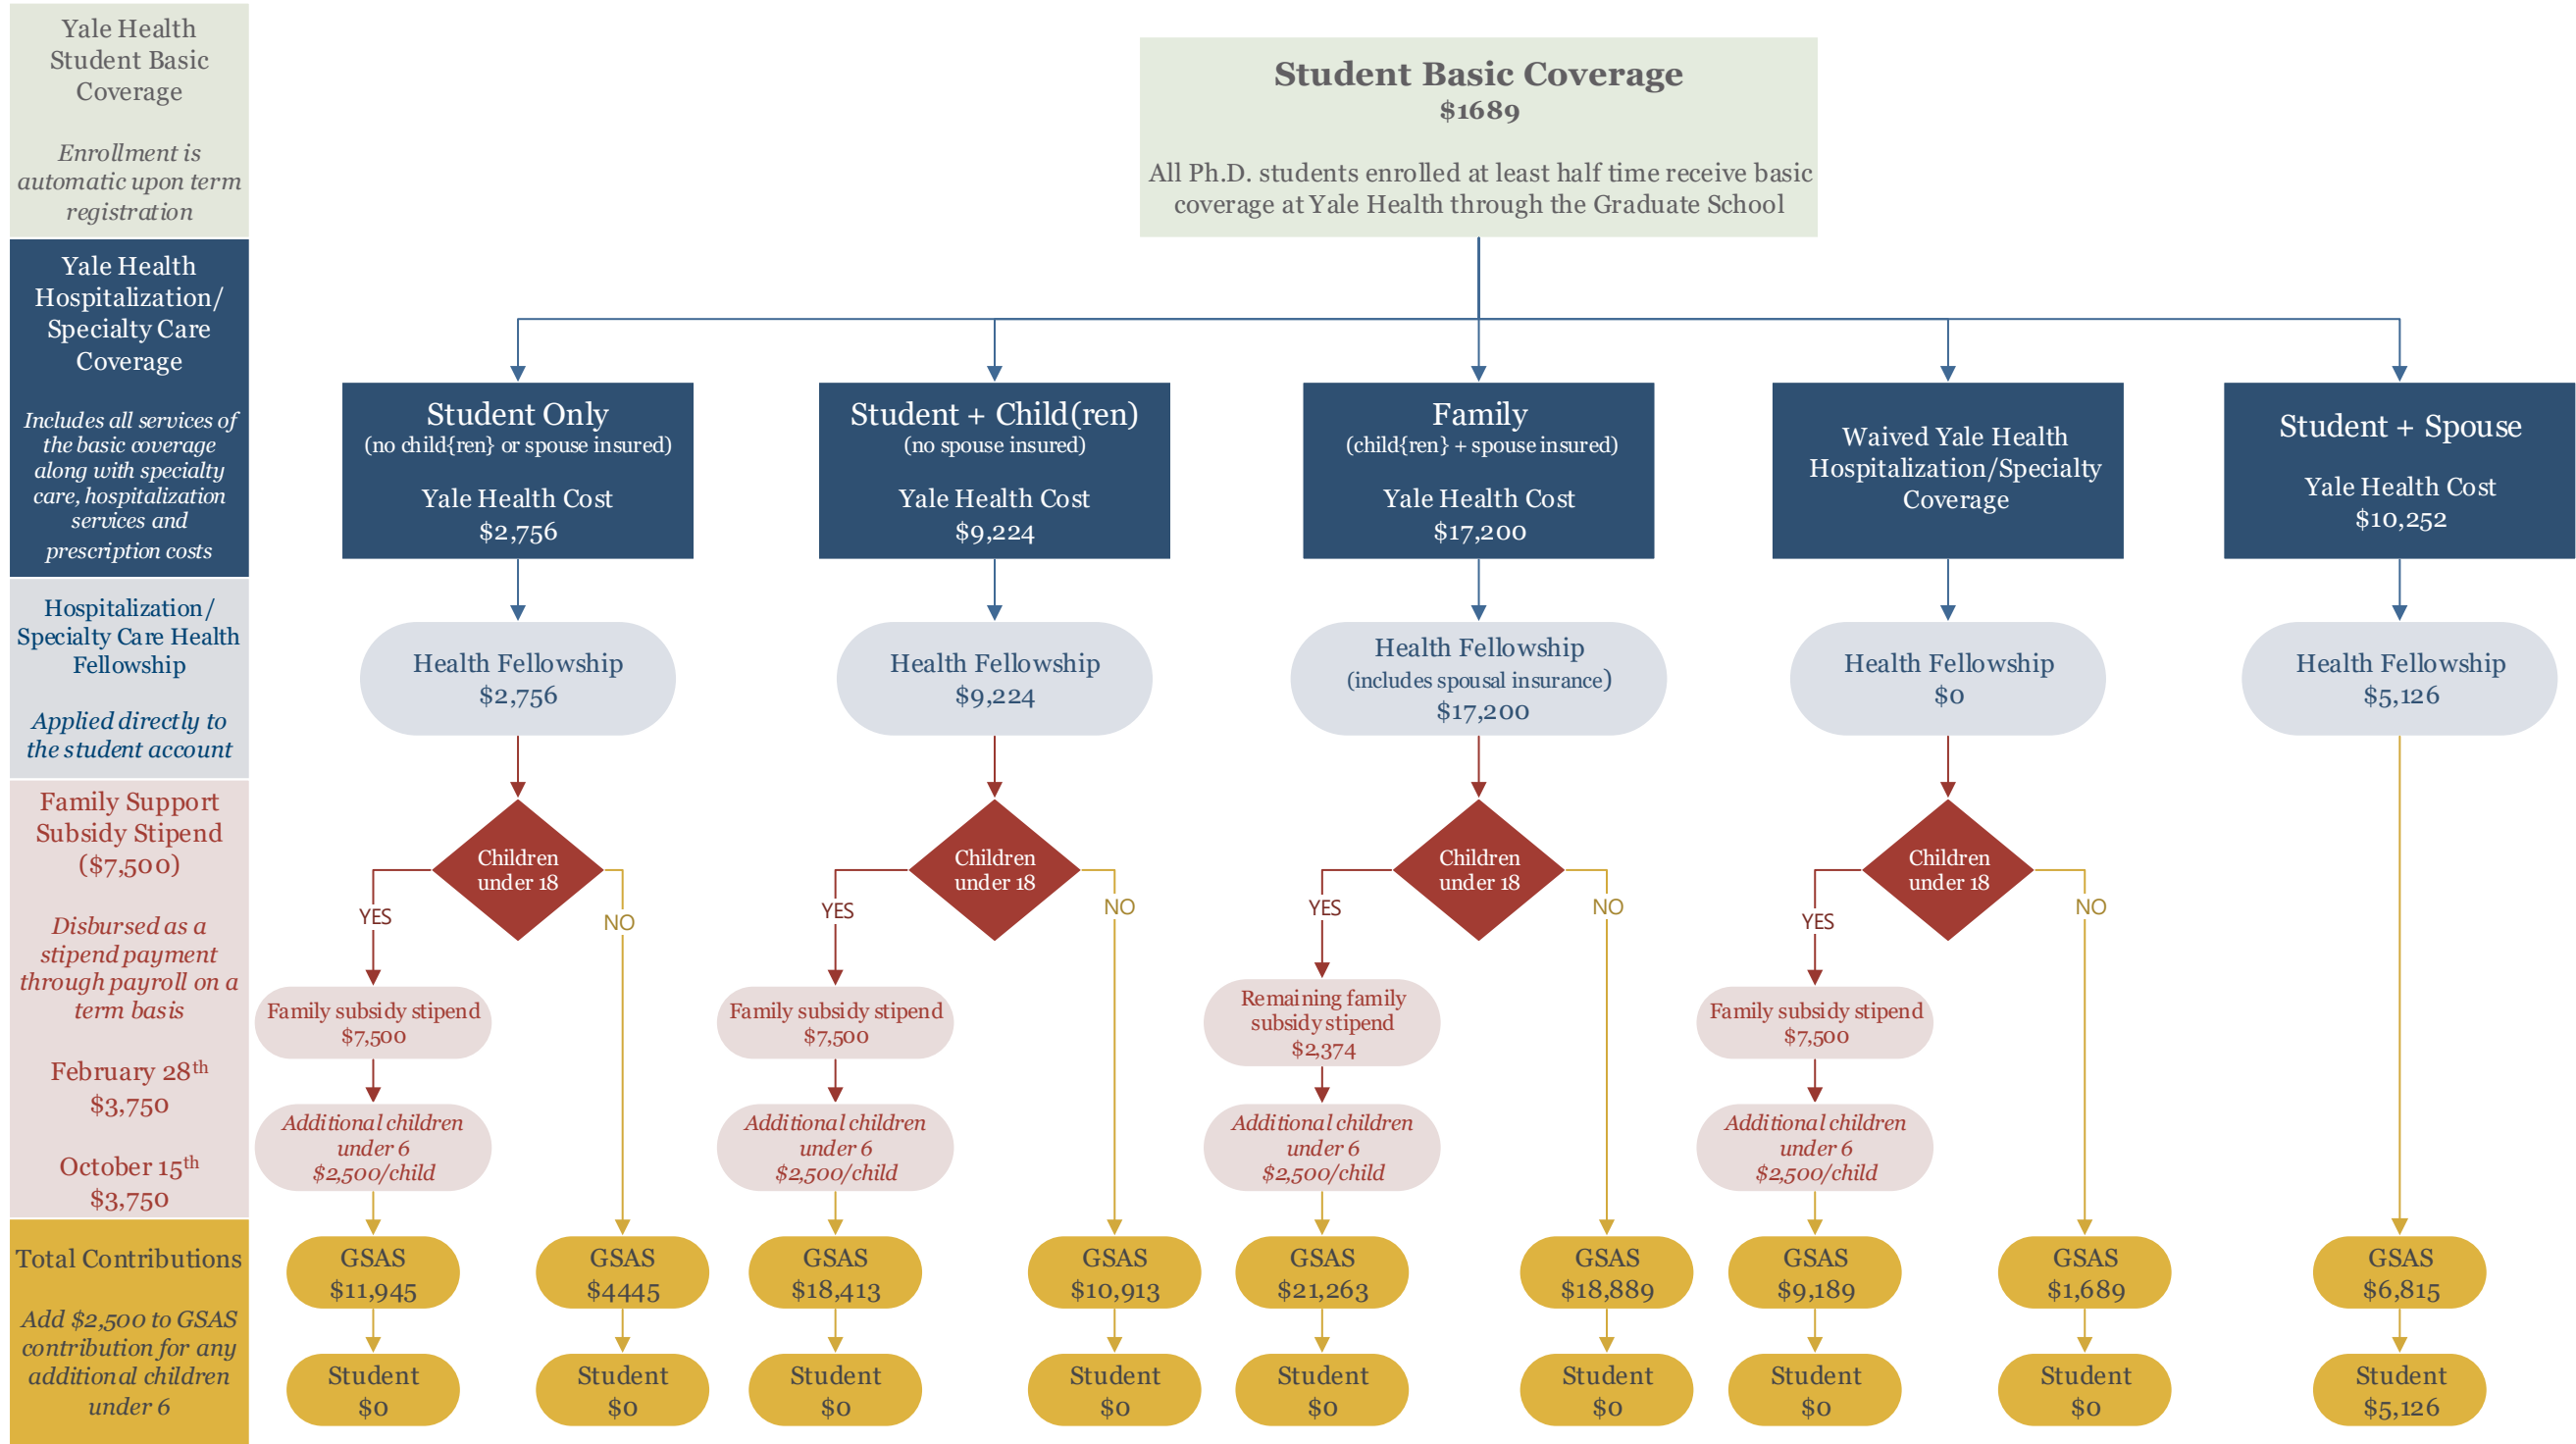 Yale Health
Student Basic
Coverage
Enrollment is
automatic upon term
registration
Yale Health
Hospitalization/
Specialty Care
Coverage
Includes all services of
the basic coverage
along with specialty
care, hospitalization
services and
prescription costs
Hospitalization/
Specialty Care Health
Fellowship
Applied directly to
the student account
Family Support
Subsidy Stipend
($7,500)
Disbursed as a
stipend payment
through payroll on a
term basis
February 28th
$3,750
October 15th
$3,750
Total Contributions
Add $2,500 to GSAS
contribution for any
additional children
under 6
Student Basic Coverage
$1689
All Ph.D. students enrolled at least half time receive basic
coverage at Yale Health through the Graduate School
Student Only
(no child{ren} or spouse insured)
Yale Health Cost
$2,756
Student + Child(ren)
(no spouse insured)
Yale Health Cost
$9,224
Family
(child{ren} + spouse insured)
Yale Health Cost
$17,200
Waived Yale Health
Hospitalization/Specialty
Coverage
Student + Spouse
Yale Health Cost
$10,252
Health Fellowship
$2,756
Health Fellowship
$9,224
Health Fellowship
(includes spousal insurance)
$17,200
Health Fellowship
$0
Health Fellowship
$5,126
Children
under 18
YES
NO
Children
under 18
YES
NO
Children
under 18
YES
NO
Children
under 18
YES
NO
Family subsidy stipend
$7,500
Family subsidy stipend
$7,500
Remaining family
subsidy stipend
$2,374
Family subsidy stipend
$7,500
Additional children
under 6
$2,500/child
Additional children
under 6
$2,500/child
Additional children
under 6
$2,500/child
Additional children
under 6
$2,500/child
GSAS
$11,945
GSAS
$4445
GSAS
$18,413
GSAS
$10,913
GSAS
$21,263
GSAS
$18,889
GSAS
$9,189
GSAS
$1,689
GSAS
$6,815
Student
$0
Student
$0
Student
$0
Student
$0
Student
$0
Student
$0
Student
$0
Student
$0
Student
$5,126